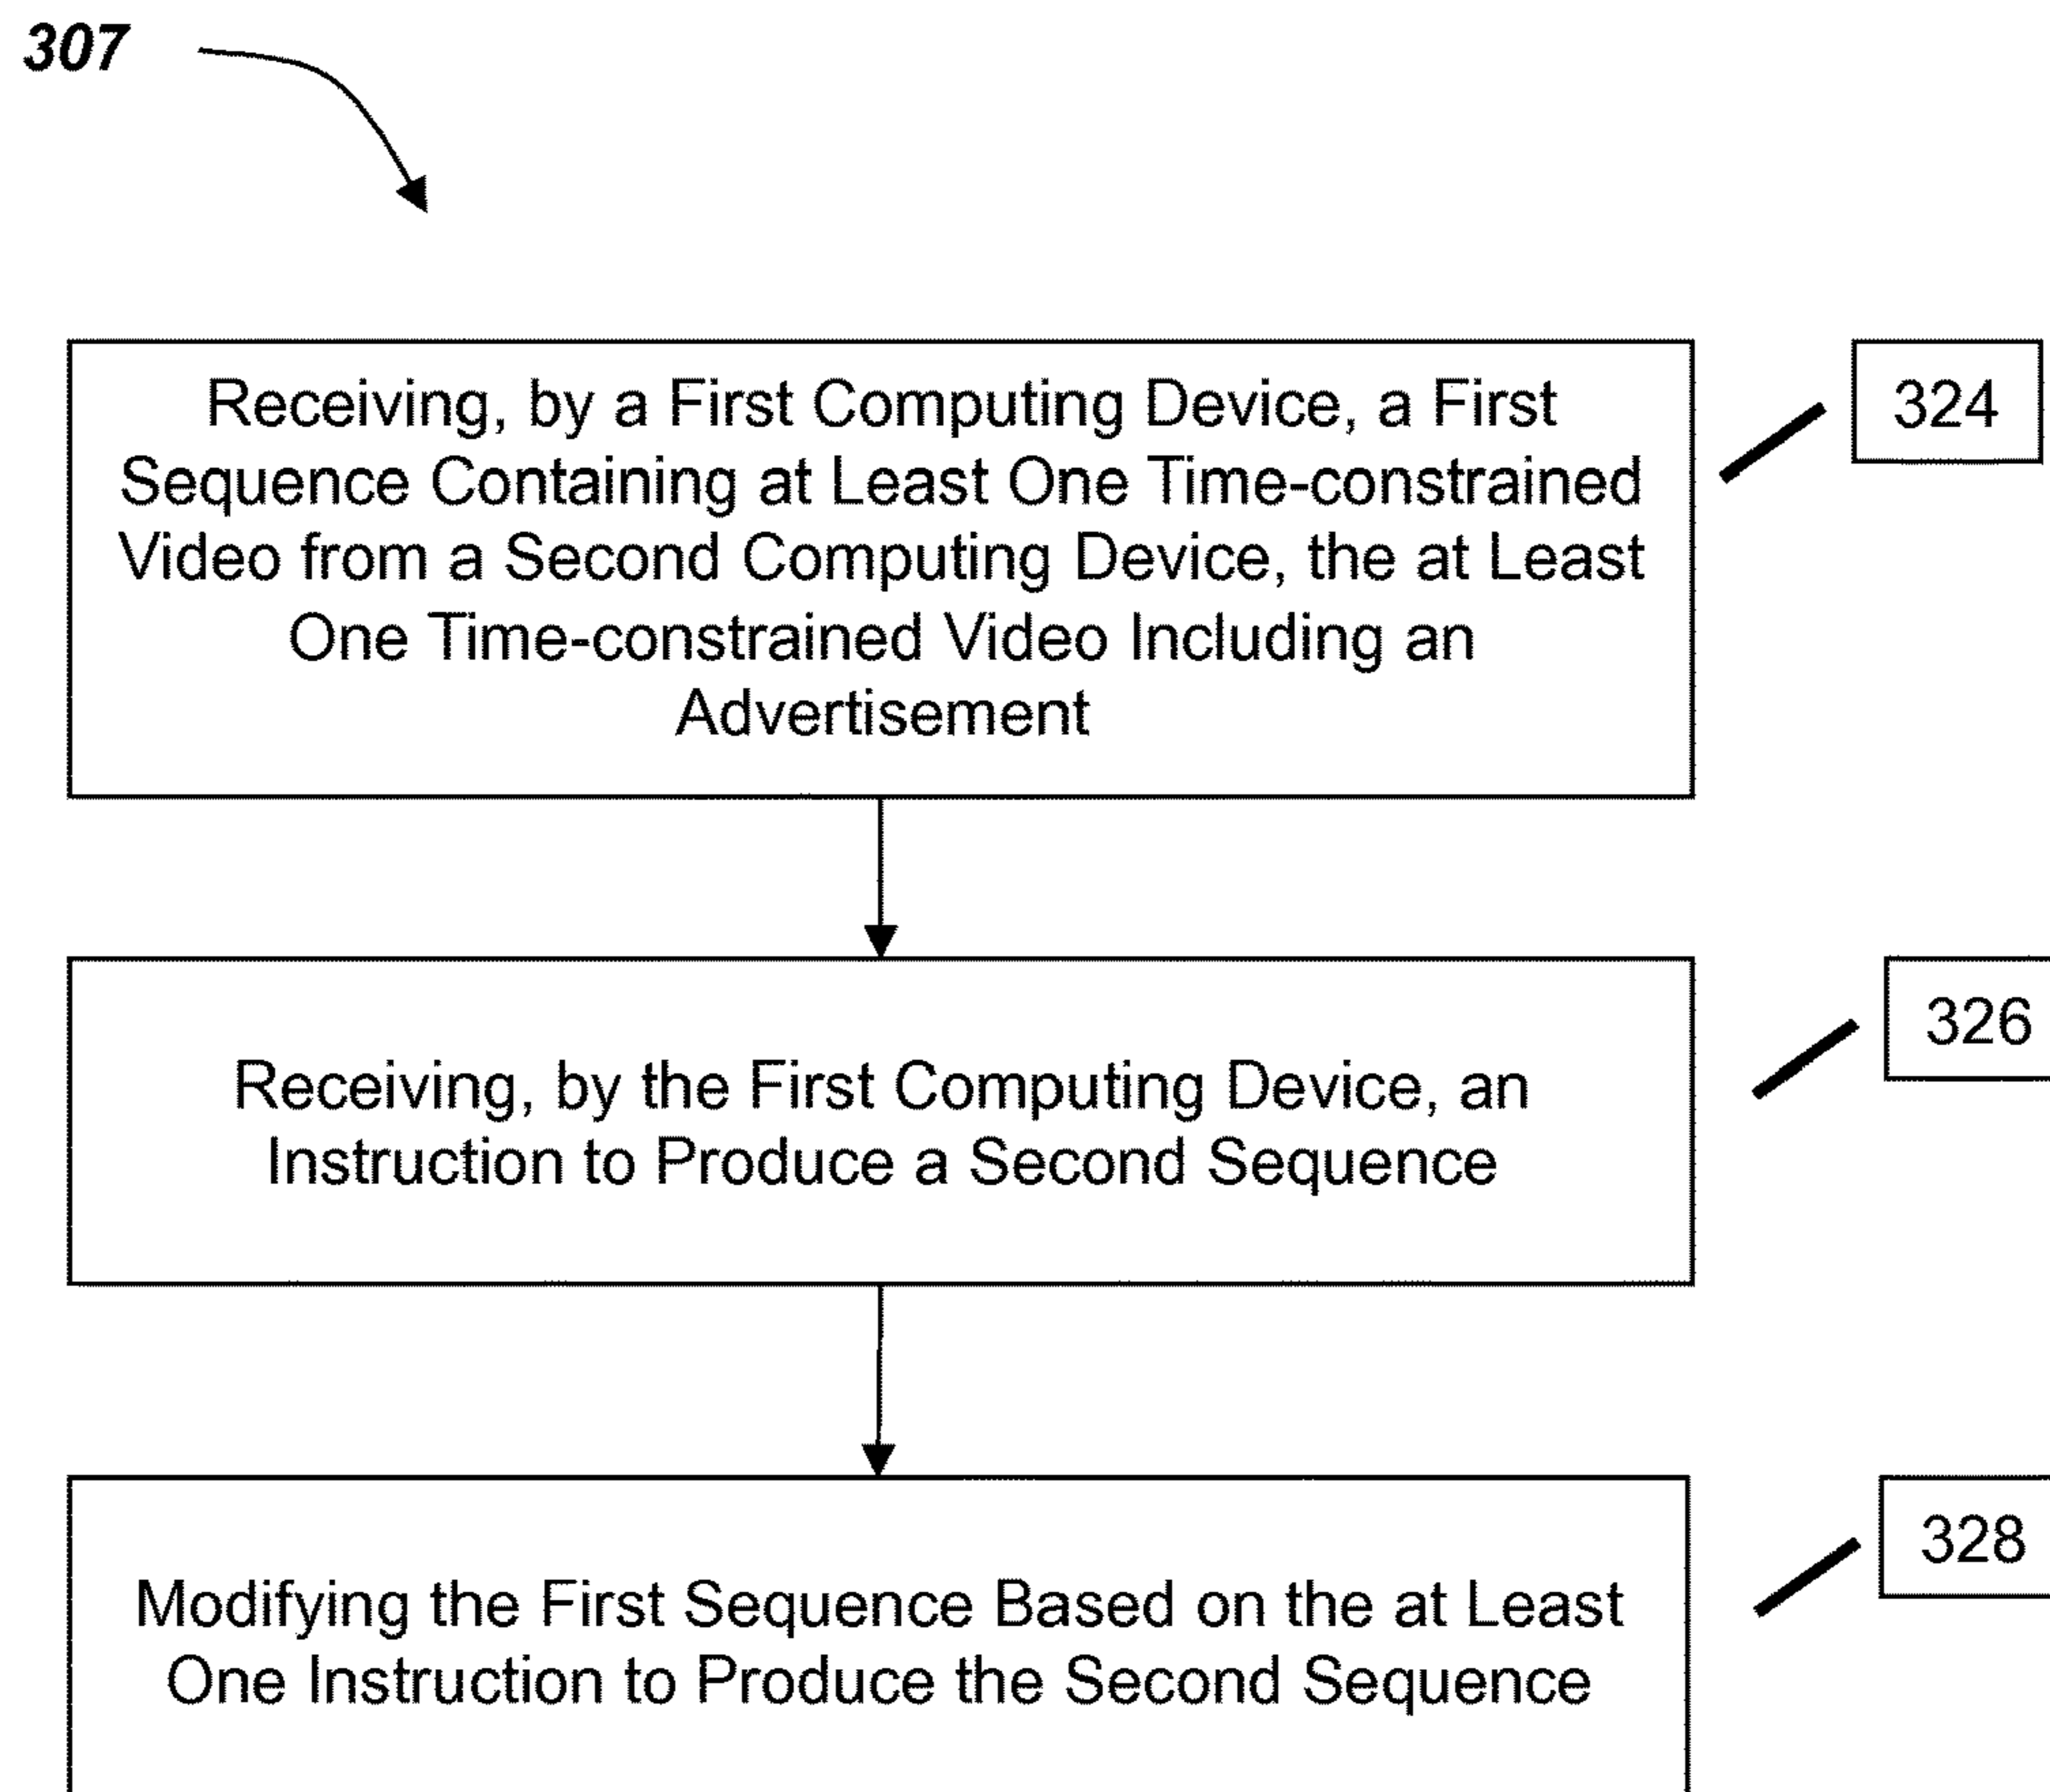 307
Receiving, by a First Computing Device, a First
Sequence Containing at Least One Time-constrained
Video from a Second Computing Device, the at Least
One Time-constrained Video Including an
Advertisement
324
Receiving, by the First Computing Device, an
Instruction to Produce a Second Sequence
326
Modifying the First Sequence Based on the at Least
One Instruction to Produce the Second Sequence
328